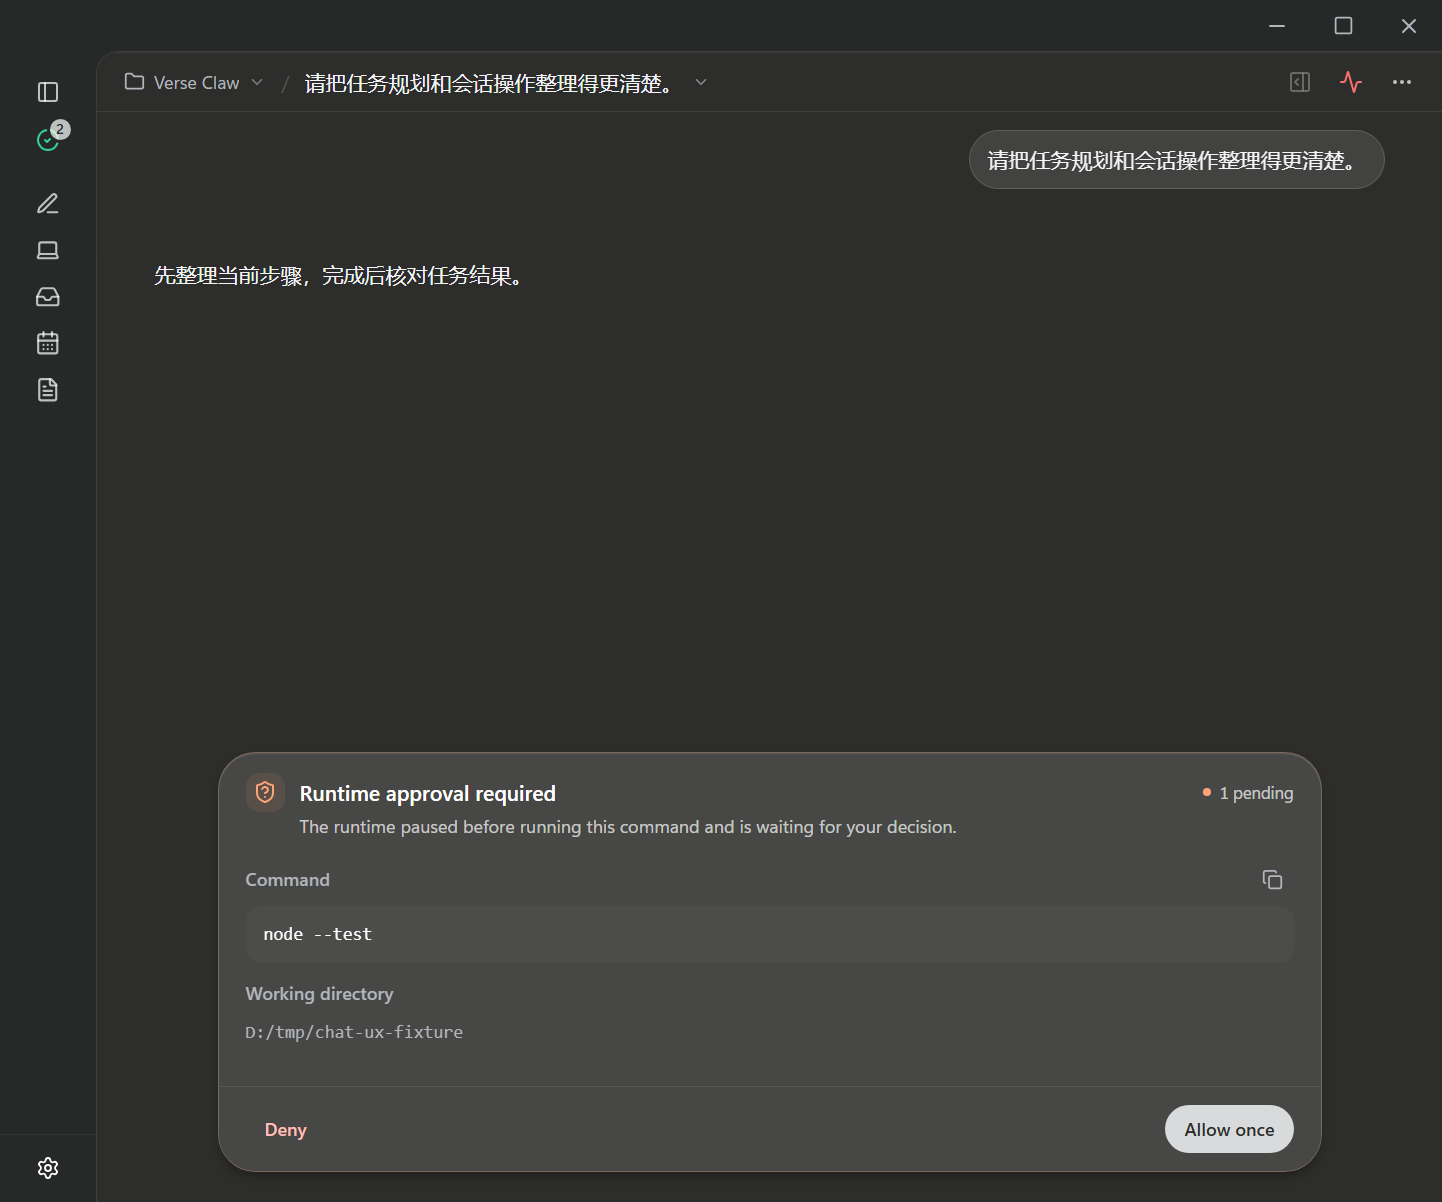 Verse Claw / 请把任务规划和会话操作整理得更清楚。
2
请把任务规划和会话操作整理得更清楚。
先整理当前步骤，完成后核对任务结果。
Runtime approval required
1 pending
The runtime paused before running this command and is waiting for your decision.
Command
node --test
Working directory
D:/tmp/chat-ux-fixture
Deny
Allow once